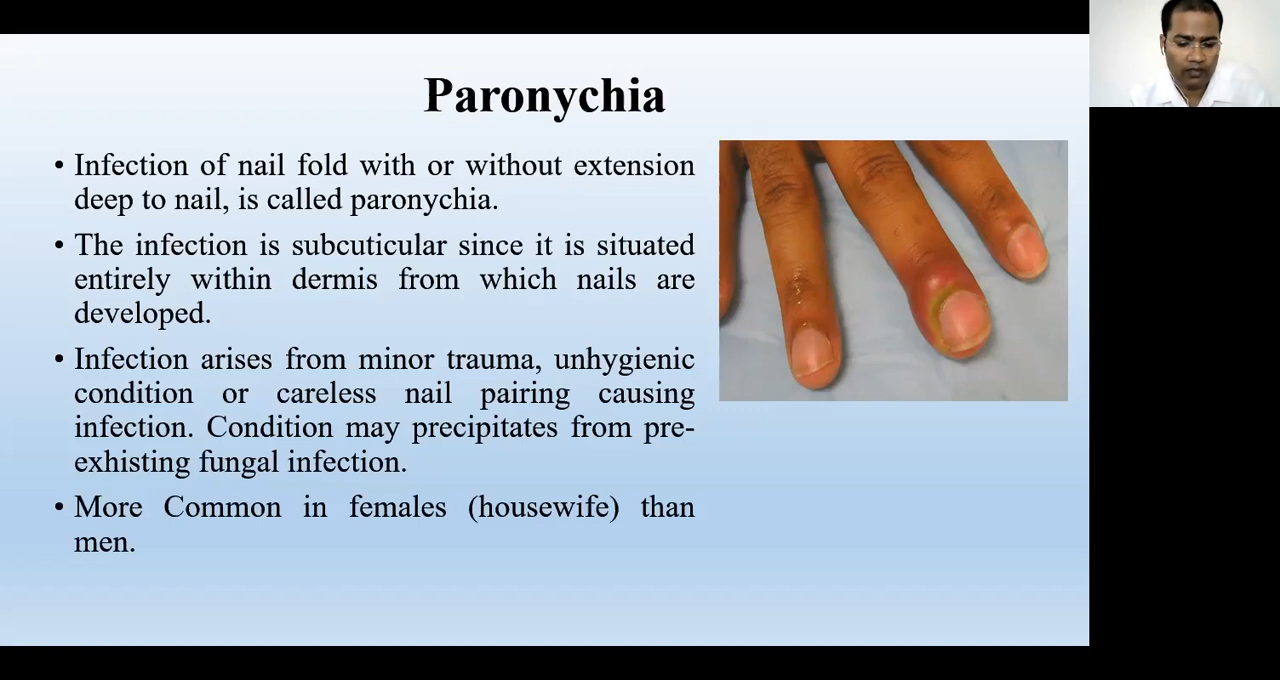 Paronychia
• Infection of nail fold with or without extension
deep to nail, is called paronychia.
• The infection is subcuticular since it is situated
entirely within dermis from which nails are
developed.
• Infection arises from minor trauma, unhygienic
condition or careless nail pairing causing
infection. Condition may precipitates from pre-
exhisting fungal infection.
• More Common in females (housewife) than
men.